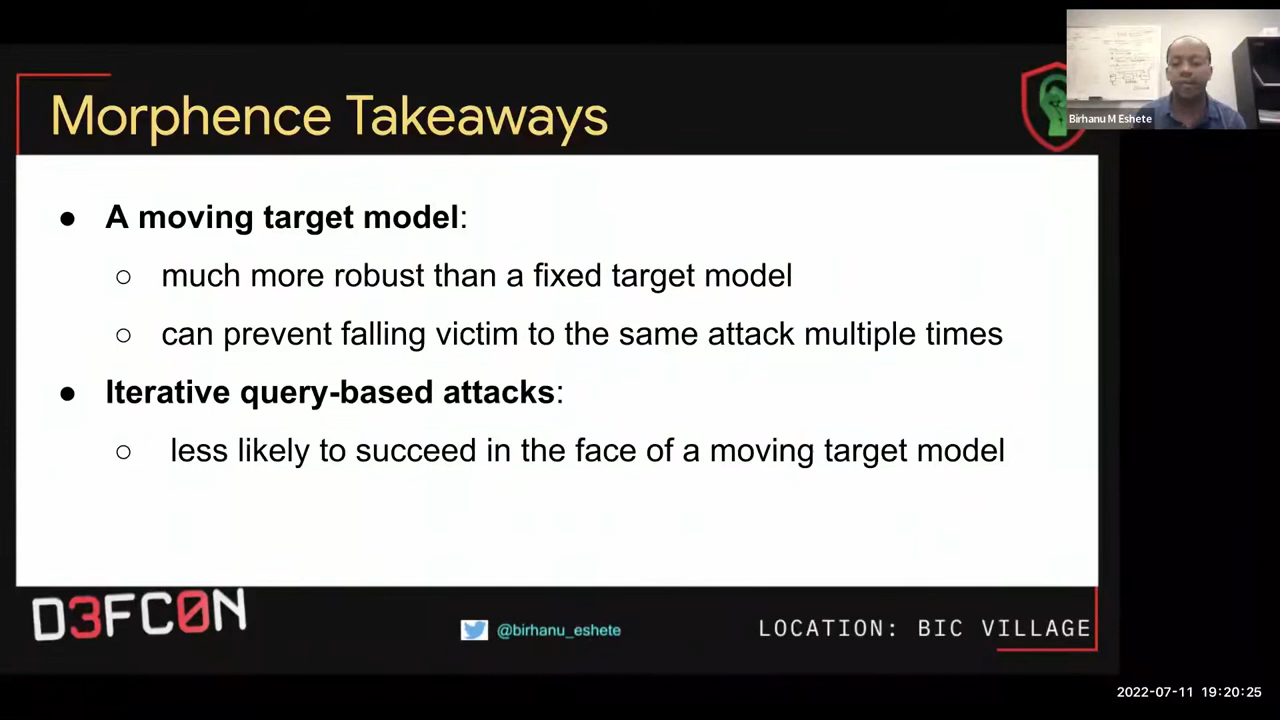 Morphence Takeaways
Birhanu M Eshete
● A moving target model:
○ much more robust than a fixed target model
○ can prevent falling victim to the same attack multiple times
● Iterative query-based attacks:
○ less likely to succeed in the face of a moving target model
D3FC0N
@birhanu_eshete
LOCATION: BIC VILLAGE
2022-07-11 19:20:25